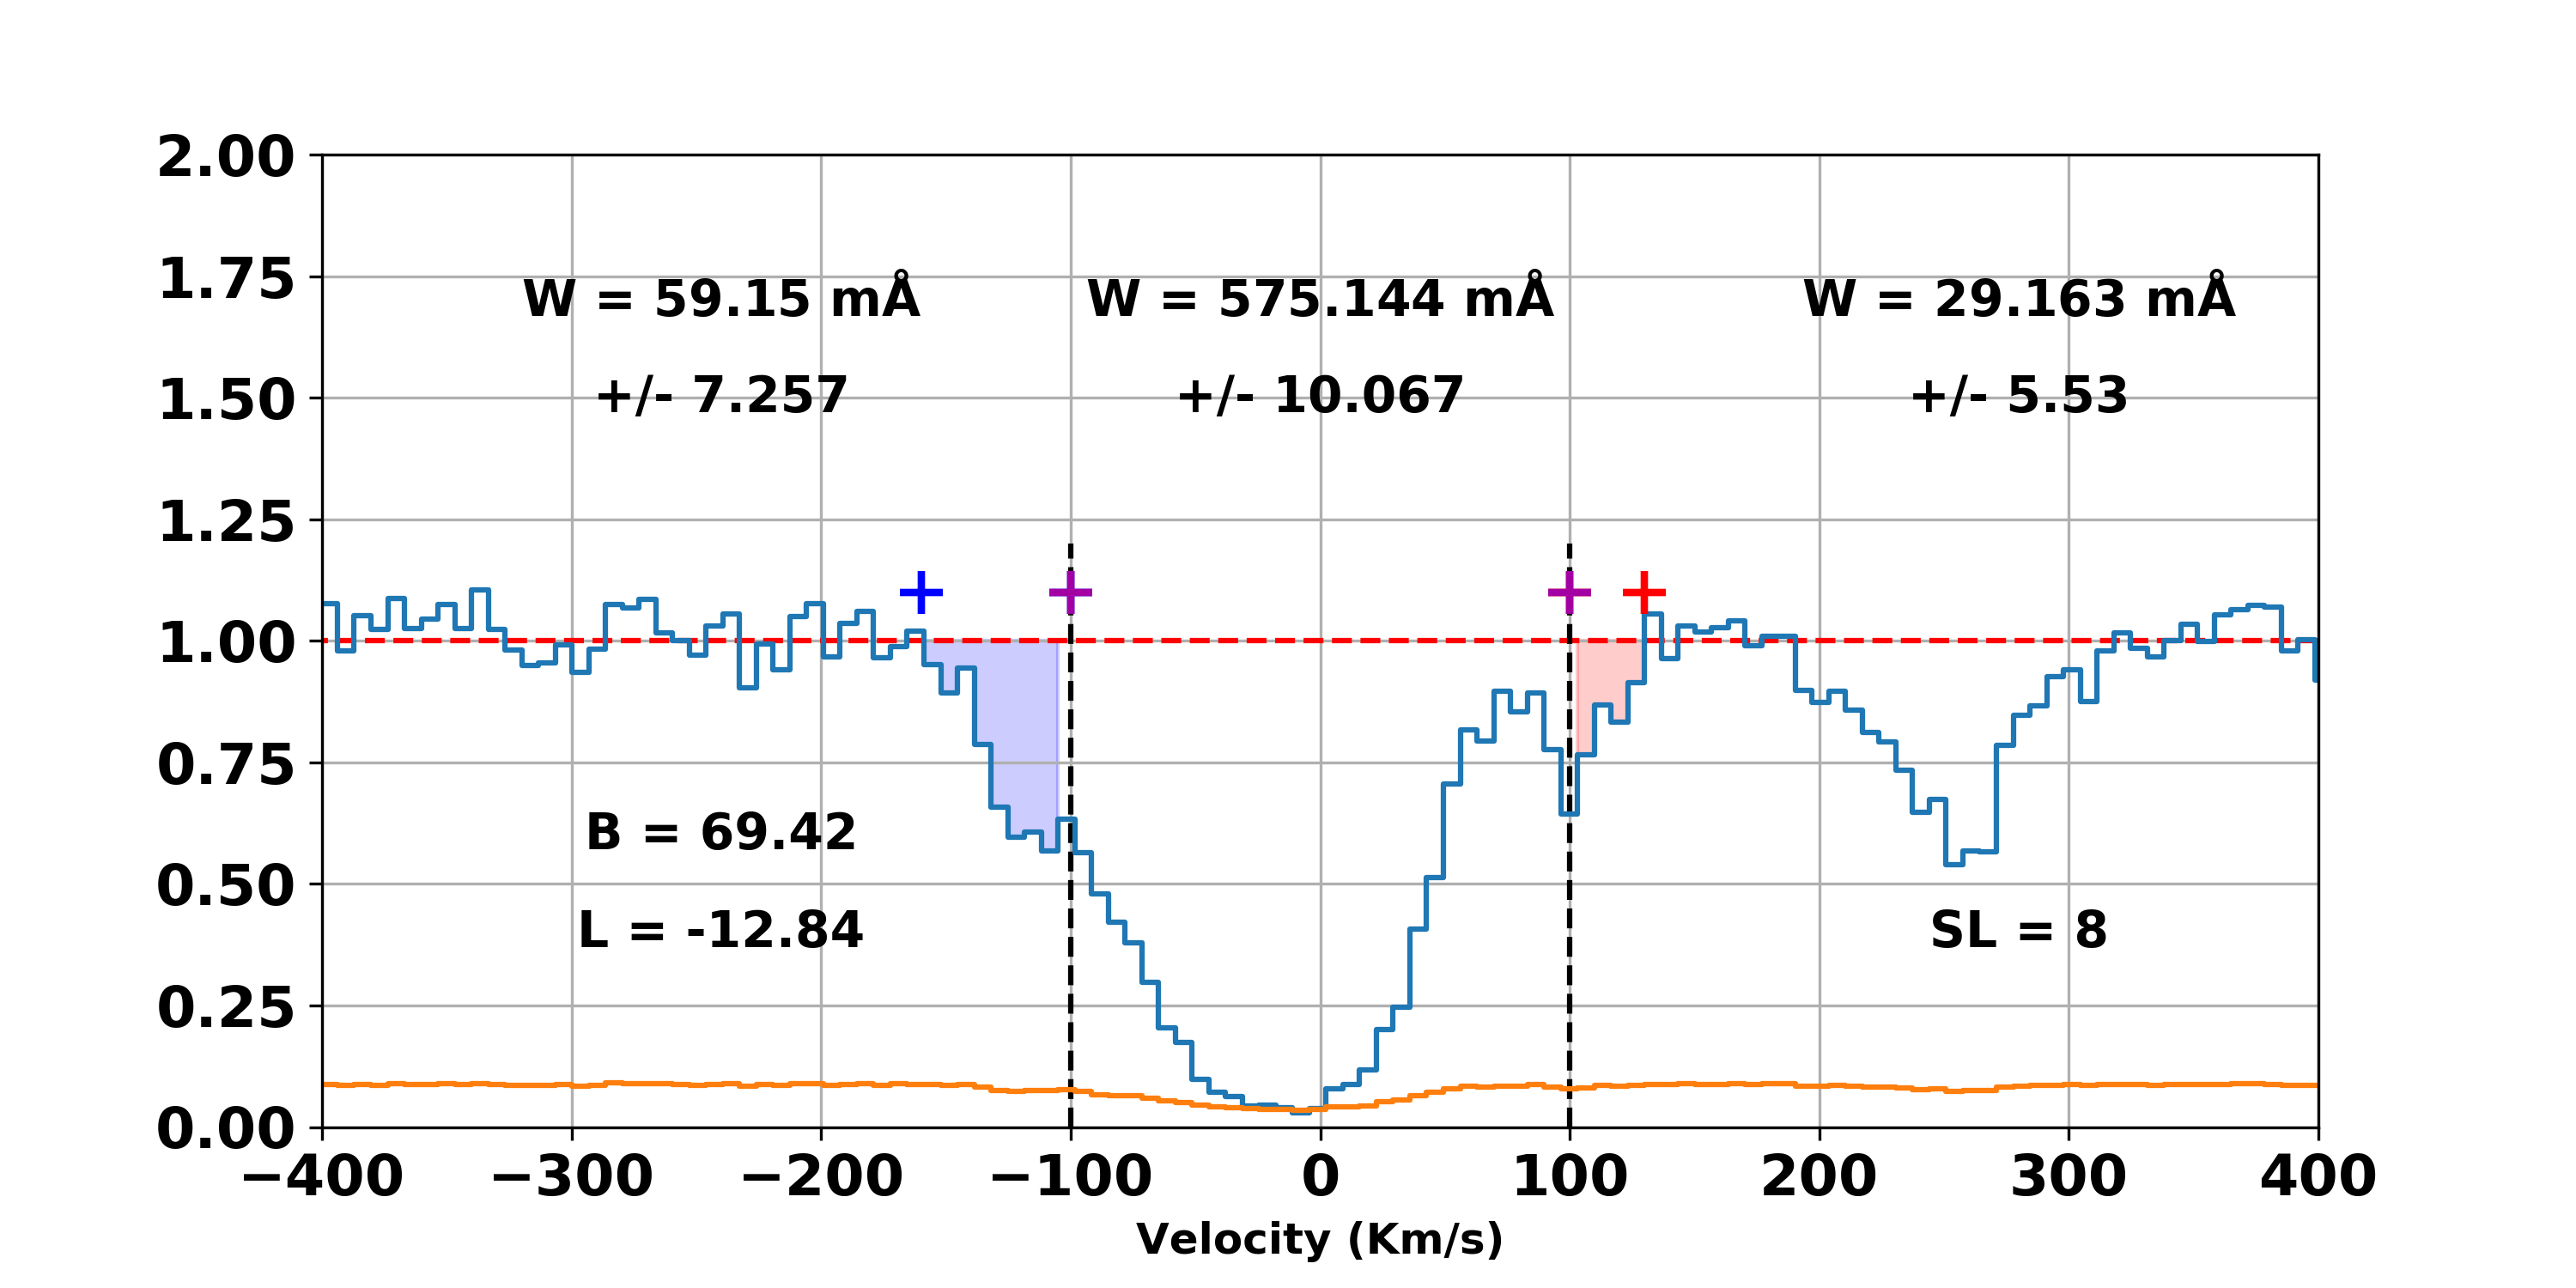 2.00
1.75
1.50
1.25
1.00
0.75
0.50
0.25
0.00
W = 59.15 mÅ
+/- 7.257
W = 575.144 mÅ
+/- 10.067
W = 29.163 mÅ
+/- 5.53
B = 69.42
L = -12.84
SL = 8
−400 −300 −200 −100 0 100 200 300 400
Velocity (Km/s)